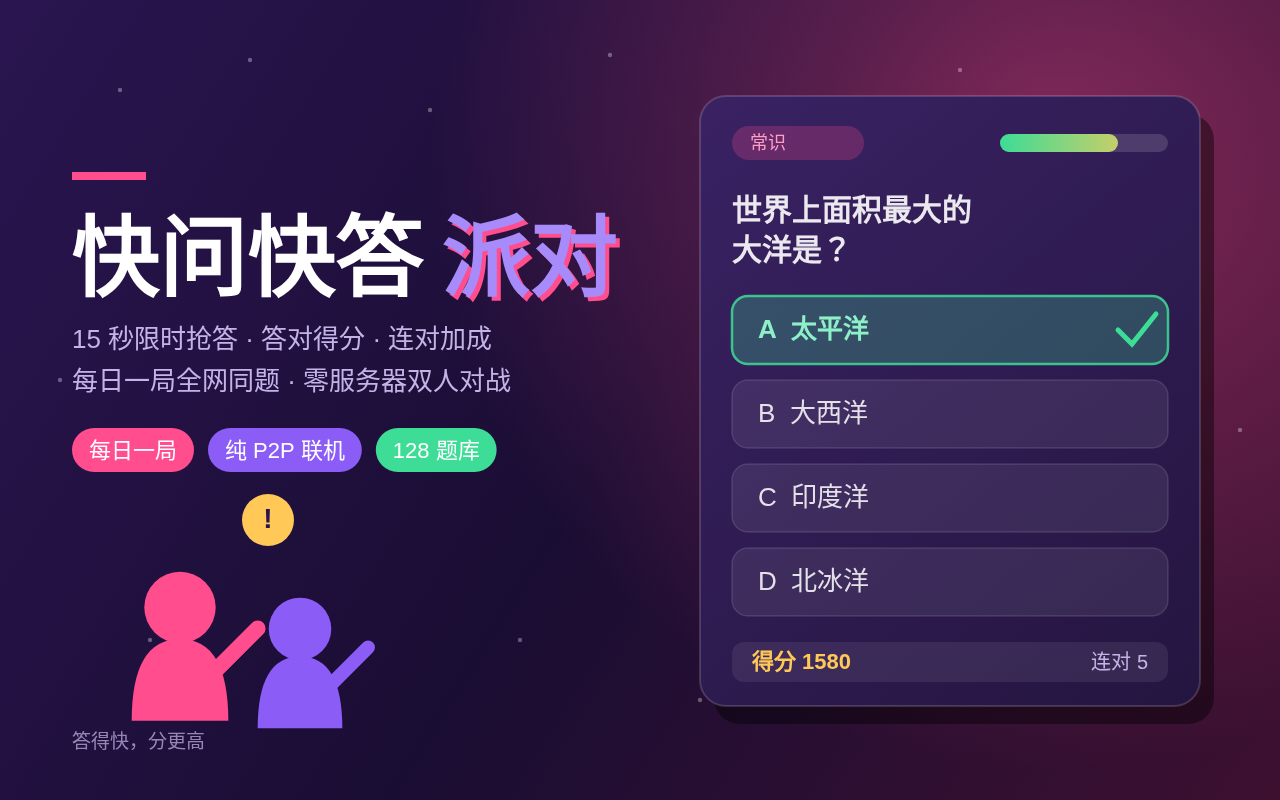 快问快答 派对
15 秒限时抢答 · 答对得分 · 连对加成
每日一局全网同题 · 零服务器双人对战
每日一局 纯 P2P 联机 128 题库
!
答得快，分更高
常识
世界上面积最大的
大洋是？
A 太平洋
B 大西洋
C 印度洋
D 北冰洋
得分 1580 连对 5